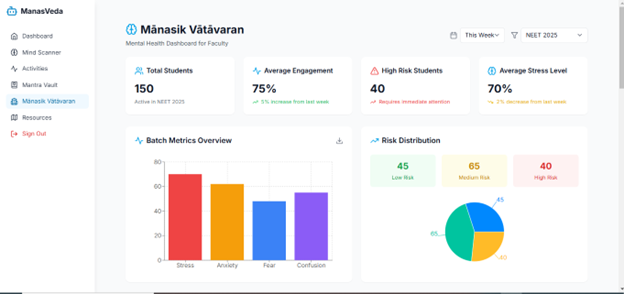 ManasVeda
Dashboard
Mind Scanner
Activities
Mantra Vault
Mānasik Vātāvaran
Resources
Sign Out
Mānasik Vātāvaran
Mental Health Dashboard for Faculty
This Week
NEET 2025
Total Students
150
Active in NEET 2025
Average Engagement
75%
5% increase from last week
High Risk Students
40
Requires immediate attention
Average Stress Level
70%
2% decrease from last week
Batch Metrics Overview
80
60
40
20
0
Stress
Anxiety
Fear
Confusion
Risk Distribution
45
Low Risk
65
Medium Risk
40
High Risk
45
65
40